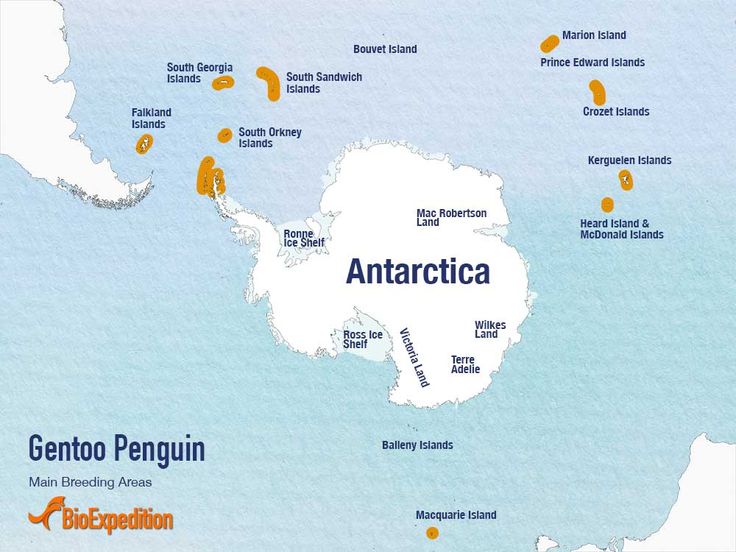 Bouvet Island
Marion Island
Prince Edward Islands
South Georgia
Islands
South Sandwich
Islands
Crozet Islands
Falkland
Islands
South Orkney
Islands
Kerguelen Islands
Heard Island &
McDonald Islands
Mac Robertson
Land
Ronne
Ice Shelf
Antarctica
Ross Ice
Shelf
Victoria Land
Wilkes
Land
Terre
Adelie
Balleny Islands
Gentoo Penguin
Main Breeding Areas
BioExpedition
Macquarie Island